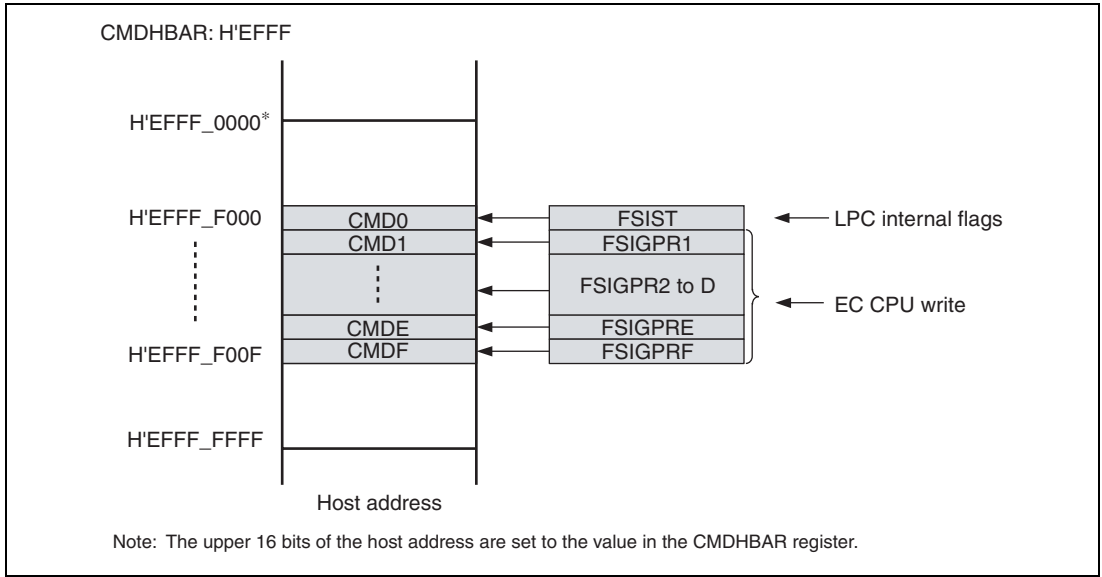 CMDHBAR: H'EFFF
H'EFFF_0000*
H'EFFF_F000
CMD0
FSIST
LPC internal flags
CMD1
FSIGPR1
FSIGPR2 to D
EC CPU write
CMDE
FSIGPRE
H'EFFF_F00F
CMDF
FSIGPRF
H'EFFF_FFFF
Host address
Note: The upper 16 bits of the host address are set to the value in the CMDHBAR register.